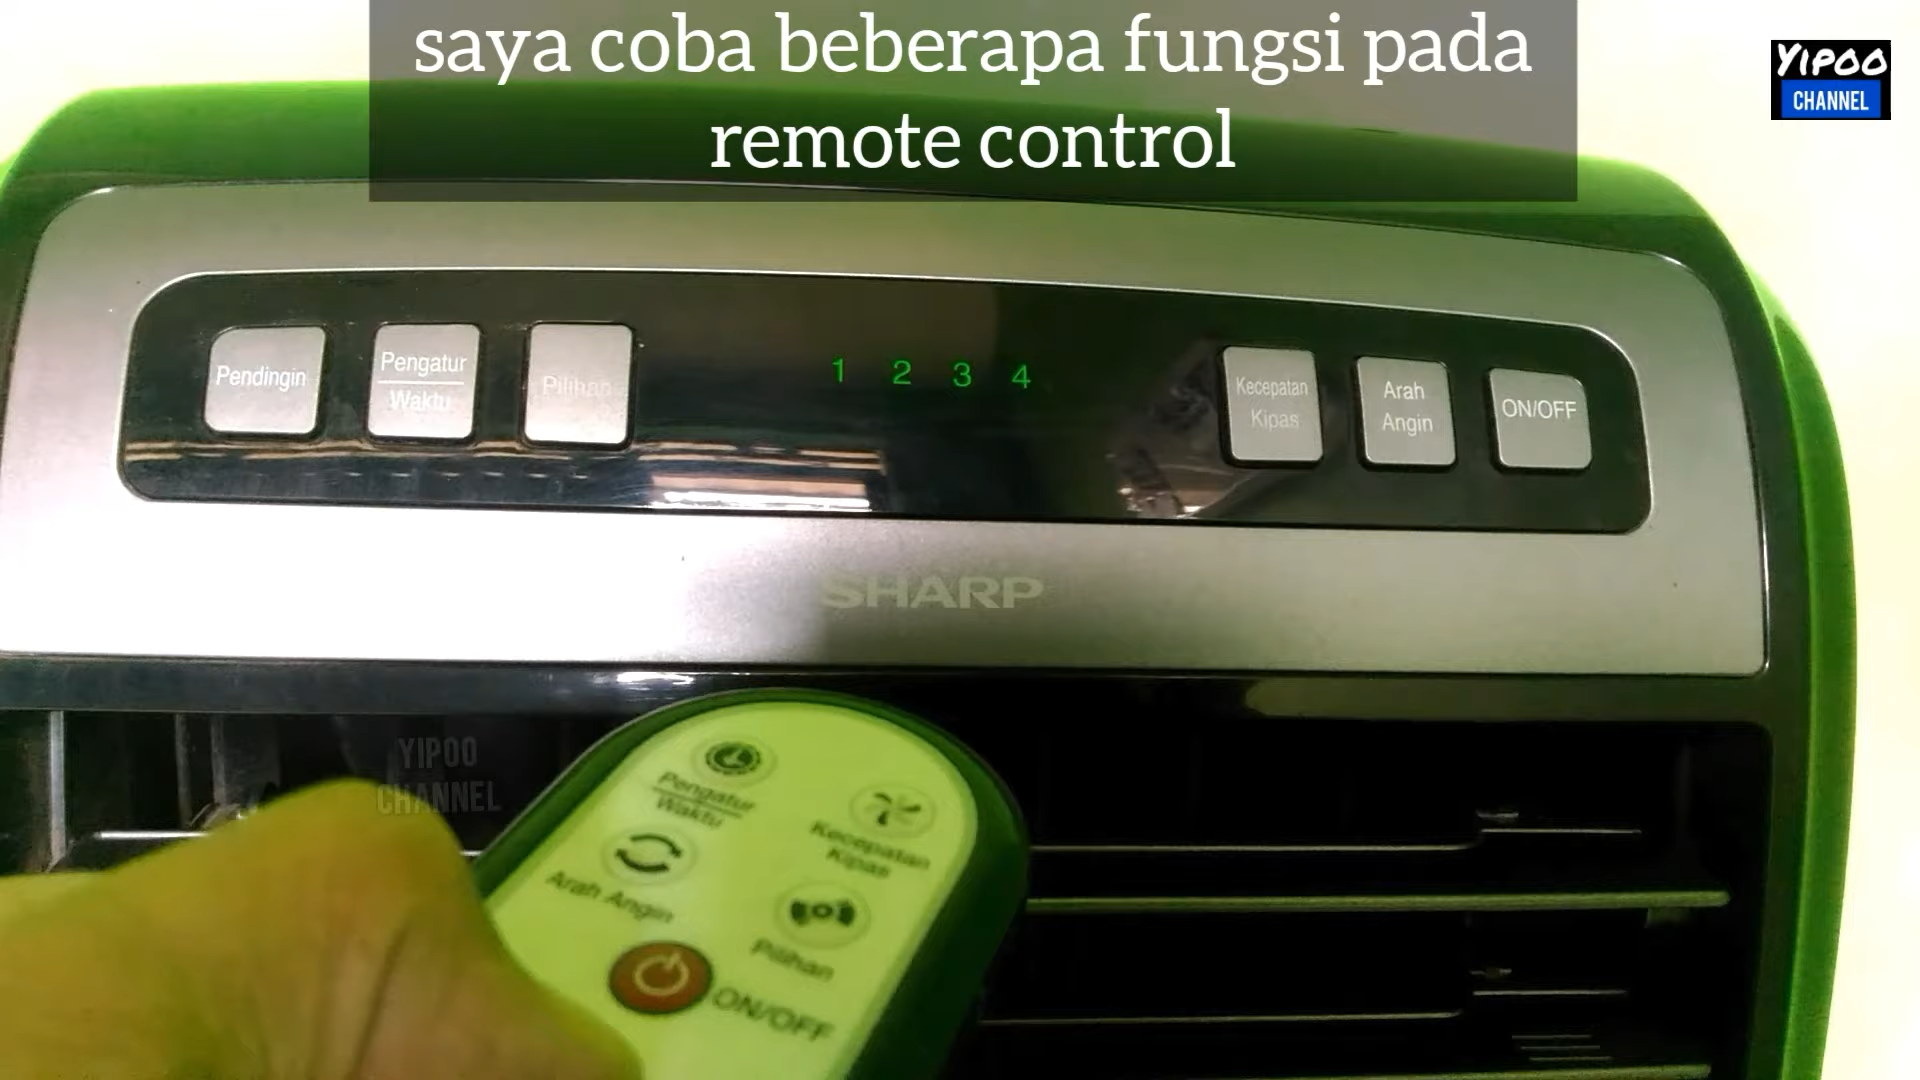 saya coba beberapa fungsi pada
remote control
YIPOO
CHANNEL
Pendingin
Pengatur
Waktu
Pilihan
1 2 3 4
Kecepatan
Kipas
Arah
Angin
ON/OFF
SHARP
YIPOO
CHANNEL
Pengatur
Waktu
Kecepatan
Kipas
Arah Angin
Pilihan
ON/OFF